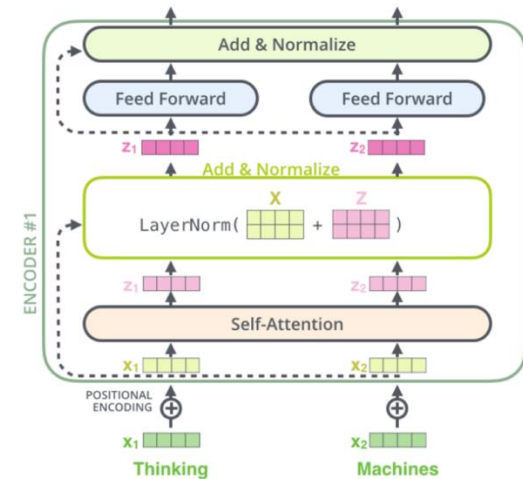 Add & Normalize
Feed Forward Feed Forward
z1 z2
Add & Normalize
X Z
LayerNorm( + )
z1 z2
Self-Attention
x1 x2
POSITIONAL
ENCODING
x1 x2
Thinking Machines
ENCODER #1